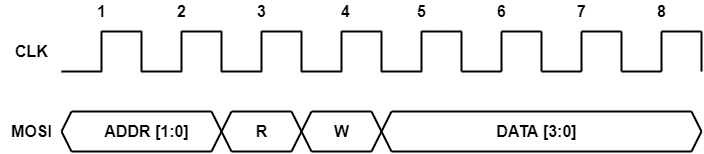 1 2 3 4 5 6 7 8
CLK
MOSI ADDR [1:0] R W DATA [3:0]